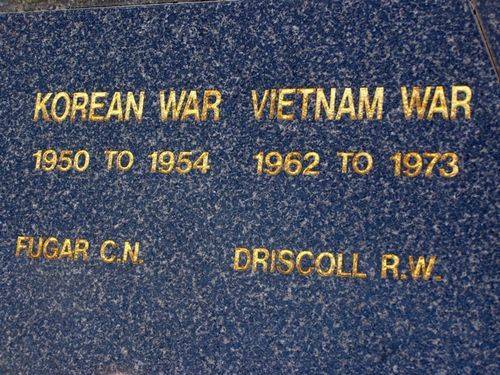 KOREAN WAR VIETNAM WAR
1950 TO 1954 1962 TO 1973
FUGAR C.N. DRISCOLL R.W.